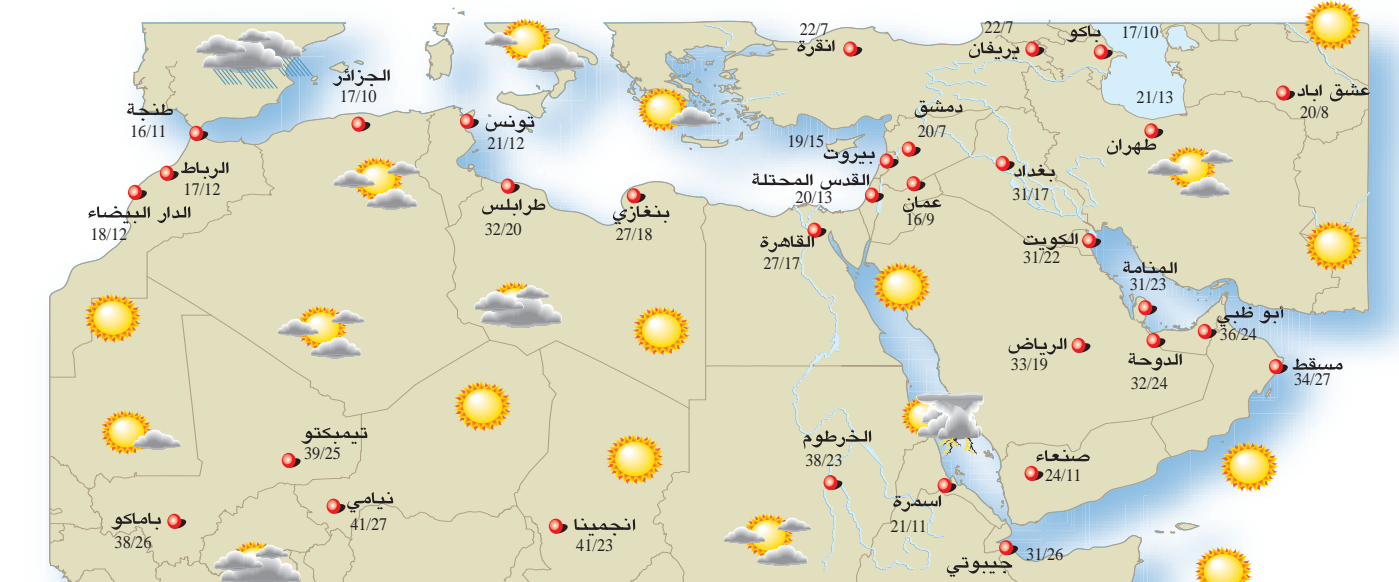 22/7
انقرة
22/7
يريفان
باكو
17/10
عشق اباد
20/8
21/13
طهران
الجزائر
17/10
طنجة
16/11
تونس
21/12
دمشق
20/7
19/15
بيروت
القدس المحتلة
20/13
عمان
16/9
بغداد
31/17
الرباط
17/12
الدار البيضاء
18/12
طرابلس
32/20
بنغازي
27/18
القاهرة
27/17
الكويت
31/22
المنامة
31/23
أبو ظبي
36/24
الرياض
33/19
الدوحة
32/24
مسقط
34/27
تيمبكتو
39/25
الخرطوم
38/23
صنعاء
24/11
نيامي
41/27
باماكو
38/26
انجمينا
41/23
اسمرة
21/11
31/26
جيبوتي